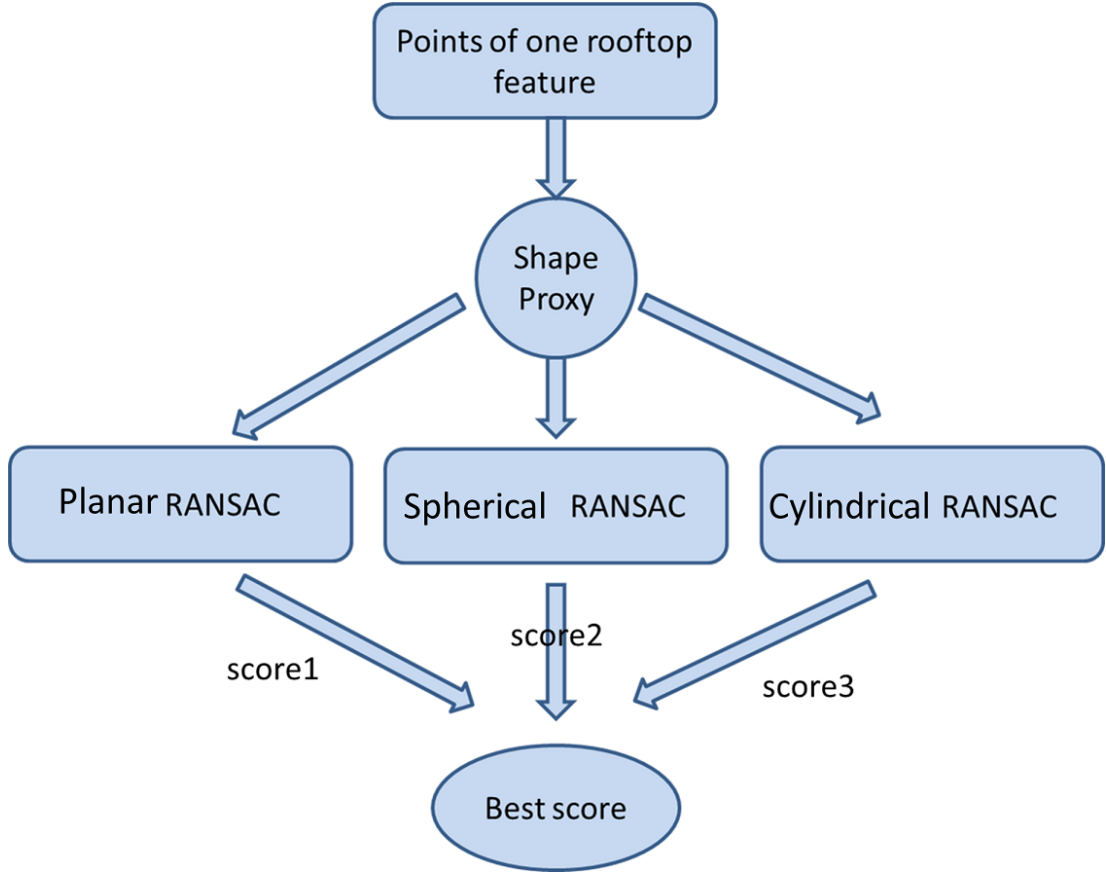 Points of one rooftop
feature
Shape
Proxy
Planar RANSAC
Spherical RANSAC
Cylindrical RANSAC
score1
score2
score3
Best score